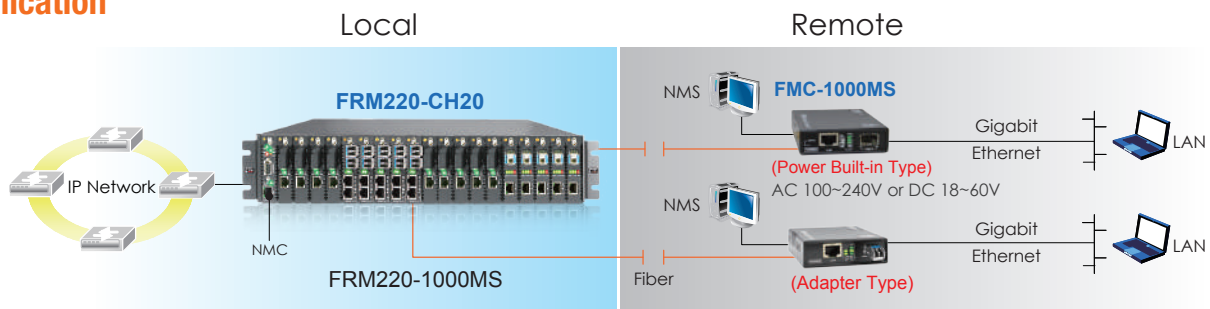 Local
Remote
FRM220-CH20
NMS
FMC-1000MS
Gigabit
Ethernet
LAN
(Power Built-in Type)
AC 100~240V or DC 18~60V
IP Network
NMC
FRM220-1000MS
NMS
Gigabit
Ethernet
LAN
Fiber
(Adapter Type)